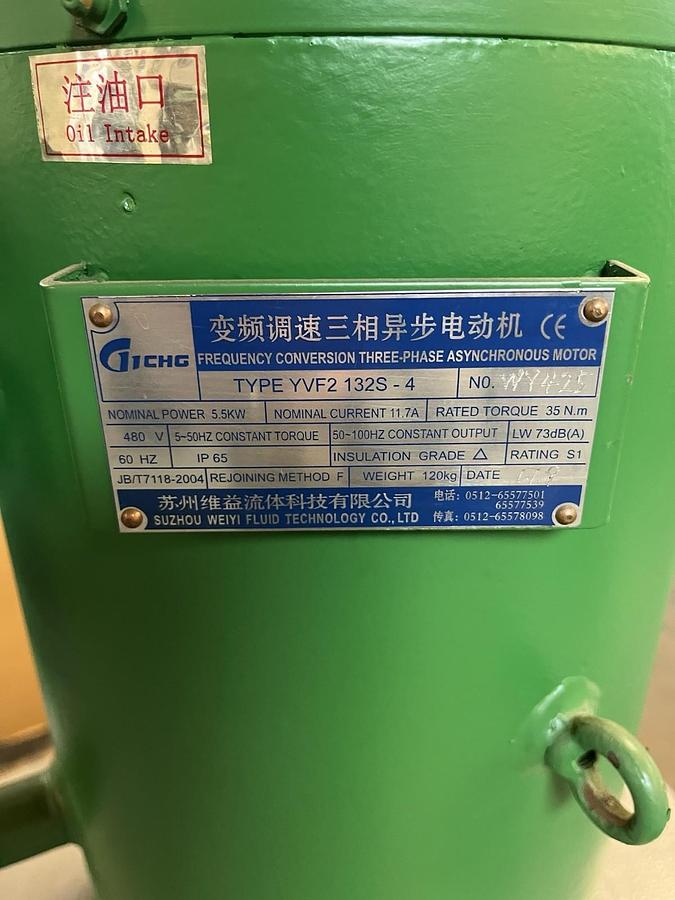 注油口
Oil Intake
变频调速三相异步电动机 CE
1CHG
FREQUENCY CONVERSION THREE-PHASE ASYNCHRONOUS MOTOR
TYPE YVF2 132S - 4 NO. WY425
NOMINAL POWER 5.5KW NOMINAL CURRENT 11.7A RATED TORQUE 35 N.m
480 V 5~50HZ CONSTANT TORQUE 50~100HZ CONSTANT OUTPUT LW 73dB(A)
60 HZ IP 65 INSULATION GRADE △ RATING S1
JB/T7118-2004 REJOINING METHOD F WEIGHT 120kg DATE
苏州维益流体科技有限公司 电话: 0512-65577501
65577539
SUZHOU WEIYI FLUID TECHNOLOGY CO.,LTD 传真: 0512-65578098